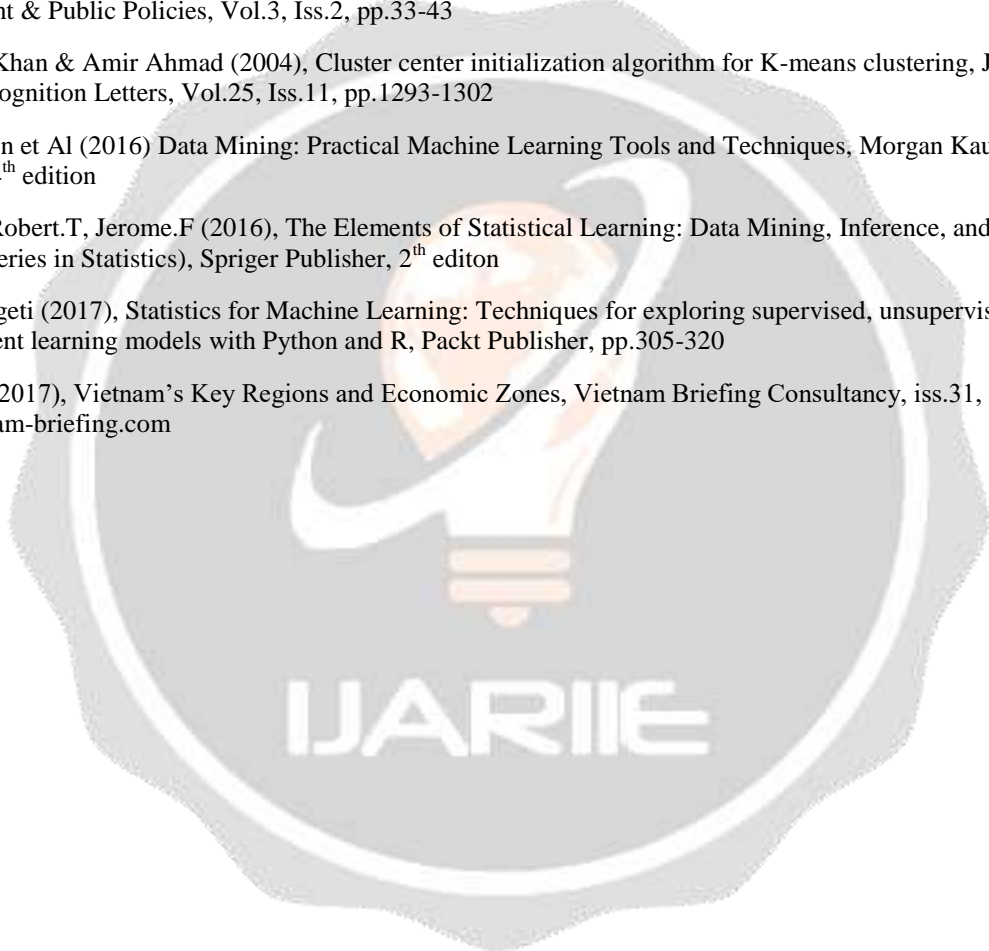 nt & Public Policies, Vol.3, Iss.2, pp.33-43
Khan & Amir Ahmad (2004), Cluster center initialization algorithm for K-means clustering, J
ognition Letters, Vol.25, Iss.11, pp.1293-1302
n et Al (2016) Data Mining: Practical Machine Learning Tools and Techniques, Morgan Kau
th edition
Robert.T, Jerome.F (2016), The Elements of Statistical Learning: Data Mining, Inference, and
eries in Statistics), Spriger Publisher, 2th editon
geti (2017), Statistics for Machine Learning: Techniques for exploring supervised, unsupervis
ent learning models with Python and R, Packt Publisher, pp.305-320
2017), Vietnam’s Key Regions and Economic Zones, Vietnam Briefing Consultancy, iss.31,
am-briefing.com
IJARIIE